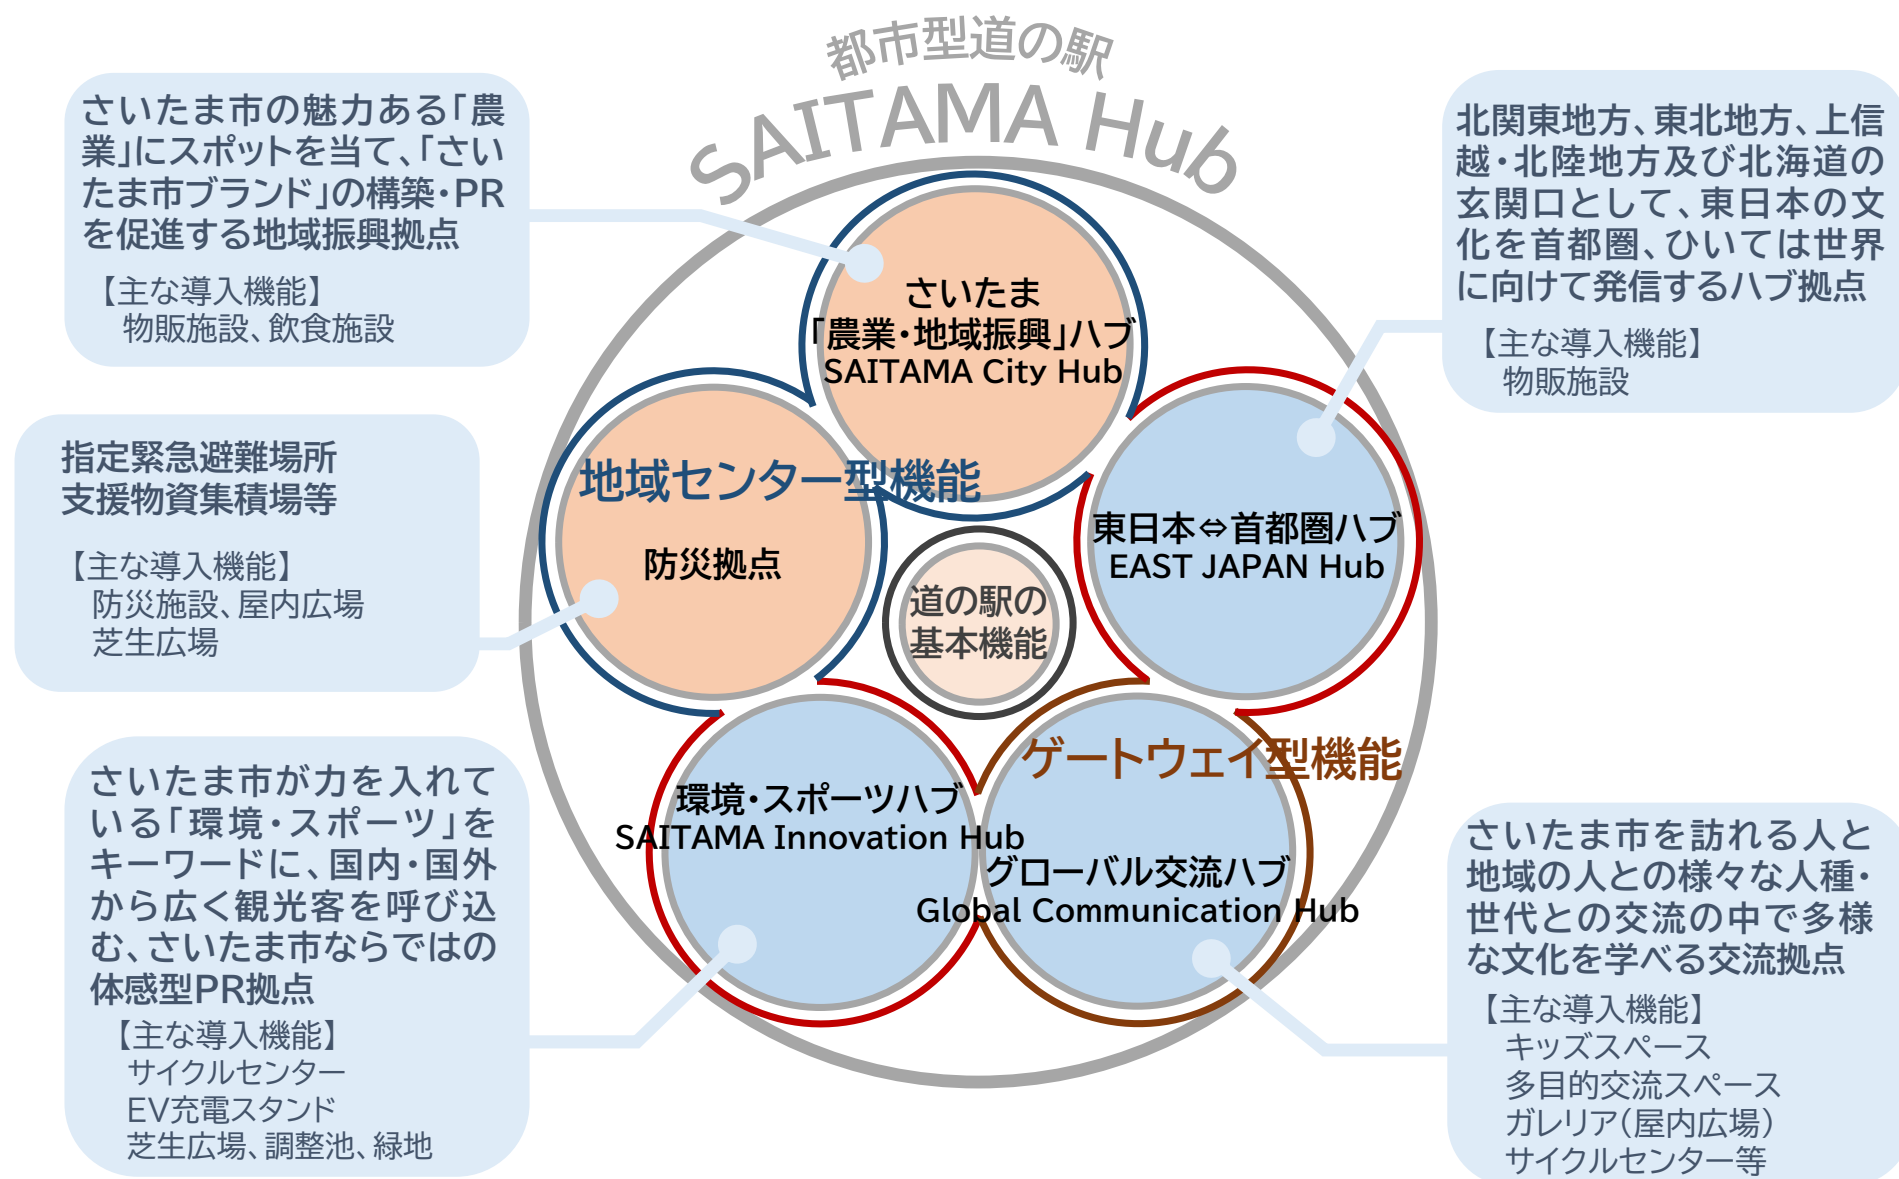 都市型道の駅
SAITAMA Hub
さいたま市の魅力ある「農
業」にスポットを当て、「さい
たま市ブランド」の構築・PR
を促進する地域振興拠点
【主な導入機能】
物販施設、飲食施設
北関東地方、東北地方、上信
越・北陸地方及び北海道の
玄関口として、東日本の文
化を首都圏、ひいては世界
に向けて発信するハブ拠点
【主な導入機能】
物販施設
さいたま
「農業・地域振興」ハブ
SAITAMA City Hub
指定緊急避難場所
支援物資集積場等
【主な導入機能】
防災施設、屋内広場
芝生広場
地域センター型機能
防災拠点
東日本⇔首都圏ハブ
EAST JAPAN Hub
道の駅の
基本機能
ゲートウェイ型機能
環境・スポーツハブ
SAITAMA Innovation Hub
グローバル交流ハブ
Global Communication Hub
さいたま市が力を入れて
いる「環境・スポーツ」を
キーワードに、国内・国外
から広く観光客を呼び込
む、さいたま市ならではの
体感型PR拠点
【主な導入機能】
サイクルセンター
EV充電スタンド
芝生広場、調整池、緑地
さいたま市を訪れる人と
地域の人との様々な人種・
世代との交流の中で多様
な文化を学べる交流拠点
【主な導入機能】
キッズスペース
多目的交流スペース
ガレリア（屋内広場）
サイクルセンター等